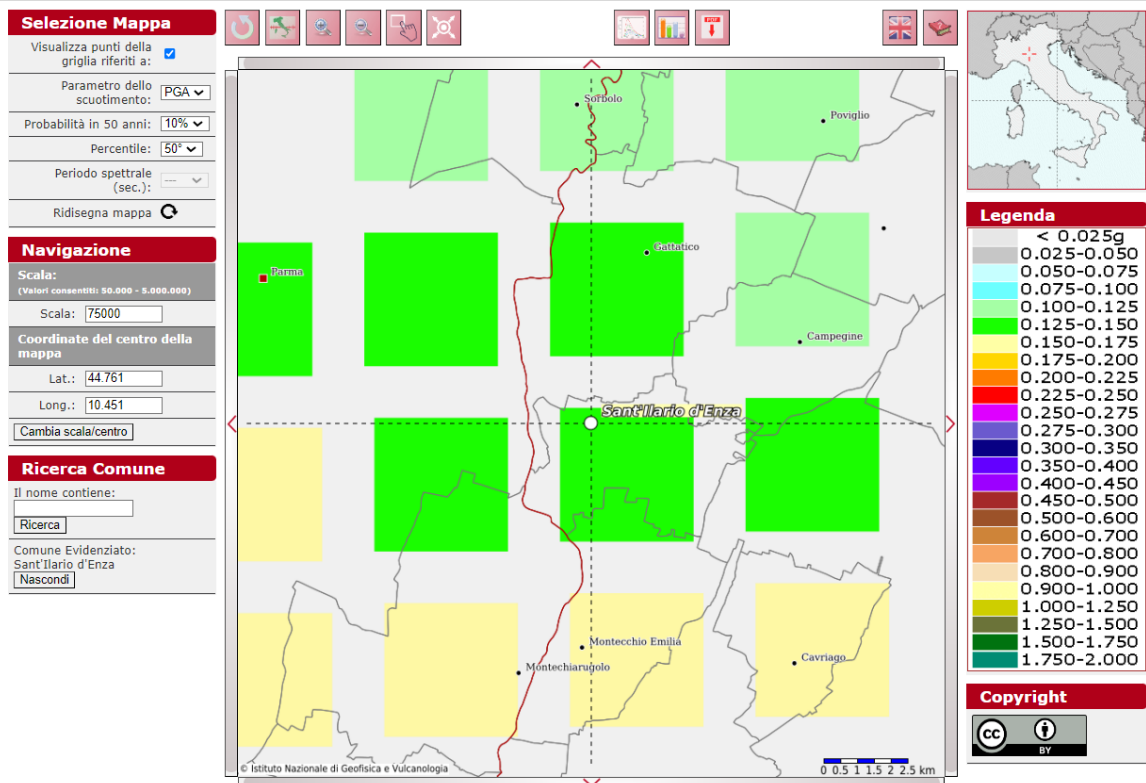 Selezione Mappa
Visualizza punti della
griglia riferiti a:
Parametro dello
scuotimento:
PGA
Probabilità in 50 anni:
10%
Percentile:
50°
Periodo spettrale
(sec.):
---
Ridisegna mappa
Navigazione
Scala:
(Valori consentiti: 50.000 - 5.000.000)
Scala:
75000
Coordinate del centro della
mappa
Lat.:
44.761
Long.:
10.451
Cambia scala/centro
Ricerca Comune
Il nome contiene:
Ricerca
Comune Evidenziato:
Sant'Ilario d'Enza
Nascondi
PDF
Sorbolo
Poviglio
Gattatico
Parma
Campegine
Sant'Ilario d'Enza
Montecchio Emilia
Montechiarugolo
Cavriago
© Istituto Nazionale di Geofisica e Vulcanologia
0 0.5 1 1.5 2 2.5 km
Legenda
< 0.025g
0.025-0.050
0.050-0.075
0.075-0.100
0.100-0.125
0.125-0.150
0.150-0.175
0.175-0.200
0.200-0.225
0.225-0.250
0.250-0.275
0.275-0.300
0.300-0.350
0.350-0.400
0.400-0.450
0.450-0.500
0.500-0.600
0.600-0.700
0.700-0.800
0.800-0.900
0.900-1.000
1.000-1.250
1.250-1.500
1.500-1.750
1.750-2.000
Copyright
cc
BY